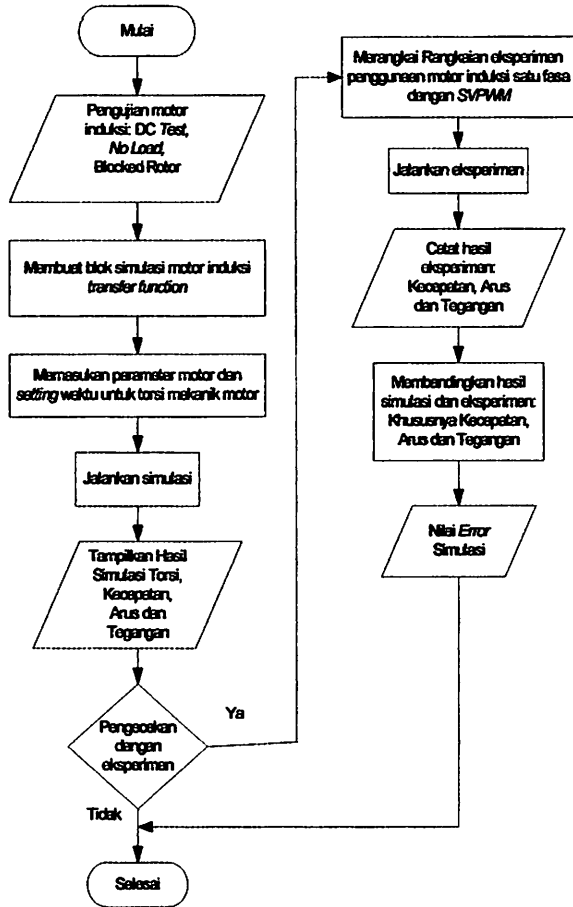 Mulai
Pengujian motor
induksi: DC Test,
No Load,
Blocked Rotor
Membuat blok simulasi motor induksi
transfer function
Memasukan parameter motor dan
setting waktu untuk torsi mekanik motor
Jalankan simulasi
Tampilkan Hasil
Simulasi Torsi,
Kecepatan,
Arus dan
Tegangan
Pengecekan
dengan
eksperimen
Ya
Tidak
Selesai
Merangkai Rangkaian eksperimen
penggunaan motor induksi satu fasa
dengan SVPWM
Jalankan eksperimen
Catat hasil
eksperimen:
Kecepatan, Arus
dan Tegangan
Membandingkan hasil
simulasi dan eksperimen:
Khususnya Kecepatan,
Arus dan Tegangan
Nilai Error
Simulasi